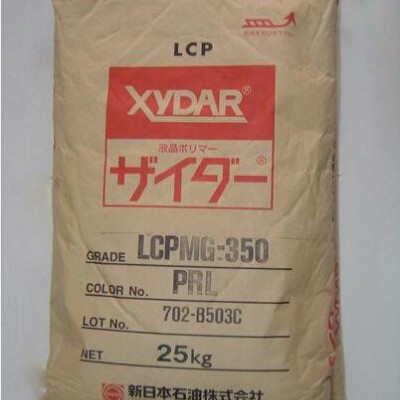 LCP
XYDAR®
液晶ポリマー
ザイダー®
GRADE LCPMG-350
COLOR No. PRL
LOT No. 702-B503C
NET 25kg
新日本石油株式会社